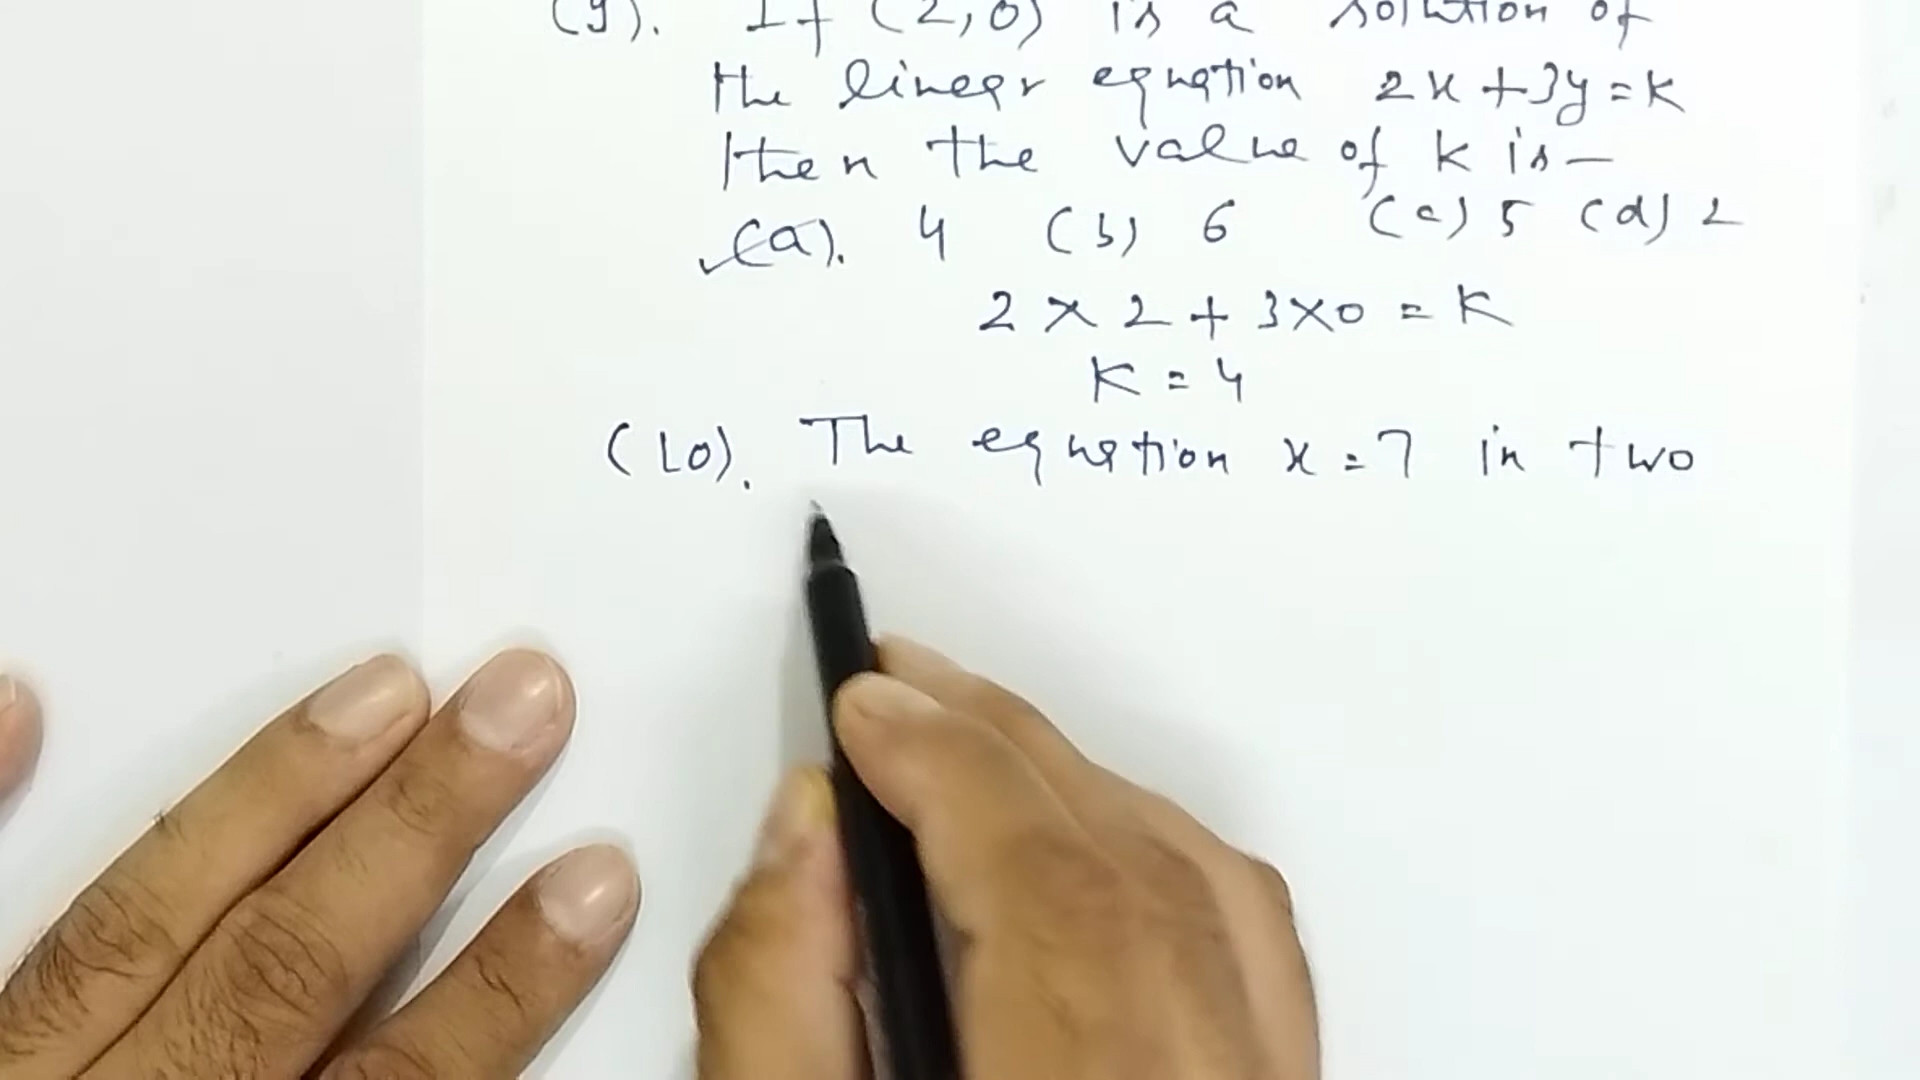 (9). If (2,0) is a solution of
the linear equation 2x+3y=k
then the value of k is—
(a). 4 (b) 6 (c) 5 (d) 2
2 × 2 + 3×0 = K
K = 4
(10). The equation x=7 in two